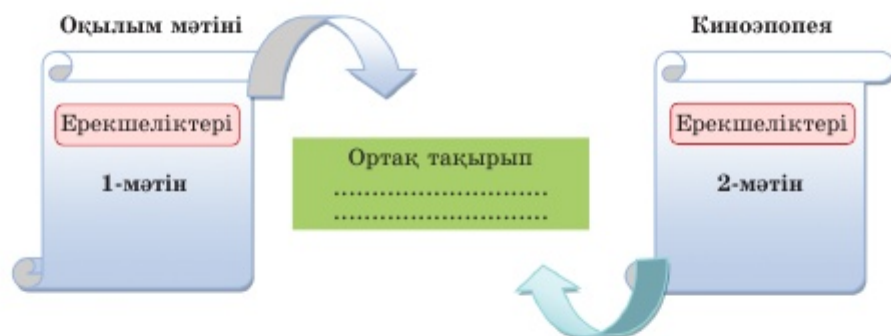 Оқылым мәтіні
Ерекшеліктері
1-мәтін
Ортақ тақырып
............................
............................
Киноэпопея
Ерекшеліктері
2-мәтін